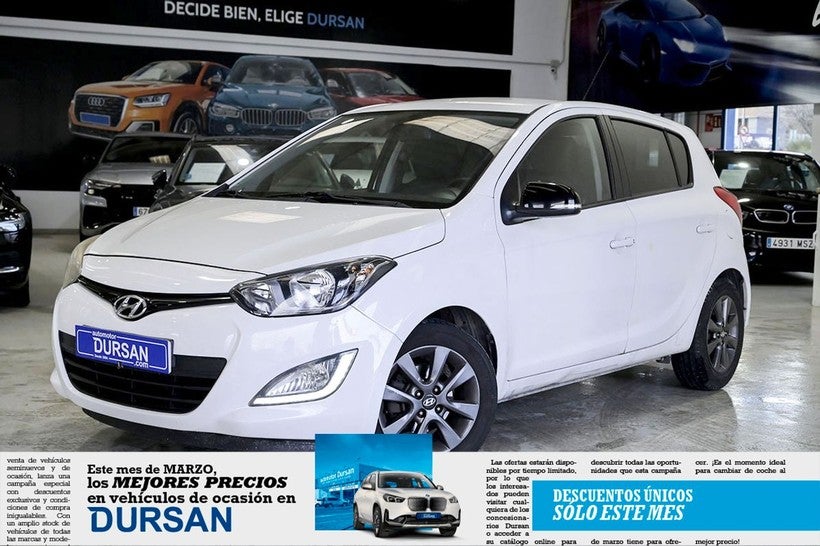 DECIDE BIEN, ELIGE DURSAN
4931 MSZ
automotor
DURSAN
.com
venta de vehículos
seminuevos y de
ocasión, lanza una
campaña especial
con descuentos
exclusivos y condi-
ciones de compra
inigualables. Con
un amplio stock de
vehículos de todas
las marcas y mode-
Este mes de MARZO,
los MEJORES PRECIOS
en vehículos de ocasión en
DURSAN
automotor Dursan
Las ofertas estarán dispo-
nibles por tiempo limitado,
por lo que
los interesa-
dos pueden
visitar cual-
quiera de los
concesiona-
rios Dursan
o acceder a
su catálogo online para
descubrir todas las oportu-
nidades que esta campaña
cer. ¡Es el momento ideal
para cambiar de coche al
DESCUENTOS ÚNICOS
SÓLO ESTE MES
de marzo tiene para ofre-
mejor precio!